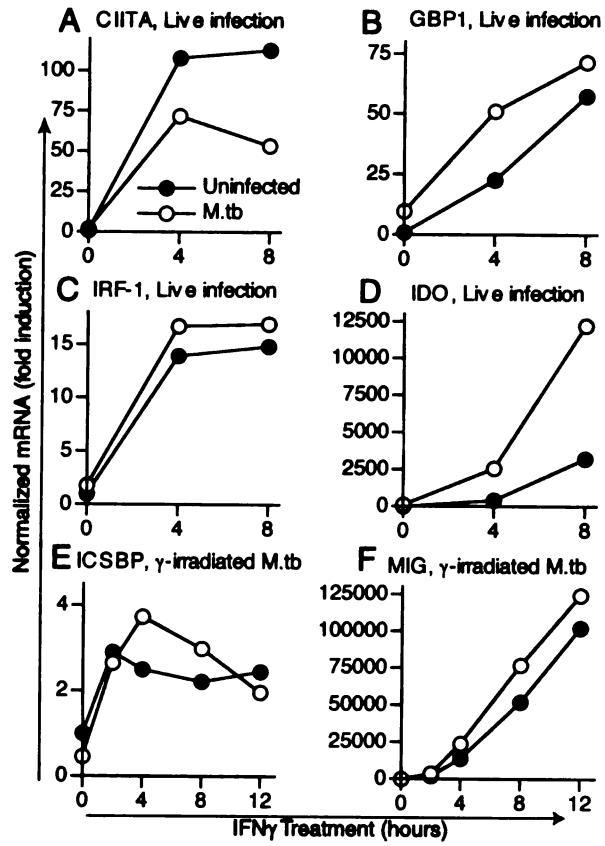 A CIITA, Live infection
100
75
50
25
0
0 4 8
Uninfected
M.tb
B GBP1, Live infection
75
50
25
0
0 4 8
C IRF-1, Live infection
15
10
5
0
0 4 8
D IDO, Live infection
12500
10000
7500
5000
2500
0
0 4 8
E ICSBP, γ-irradiated M.tb
4
2
0
0 4 8 12
F MIG, γ-irradiated M.tb
125000
100000
75000
50000
25000
0
0 4 8 12
Normalized mRNA (fold induction)
IFNγ Treatment (hours)